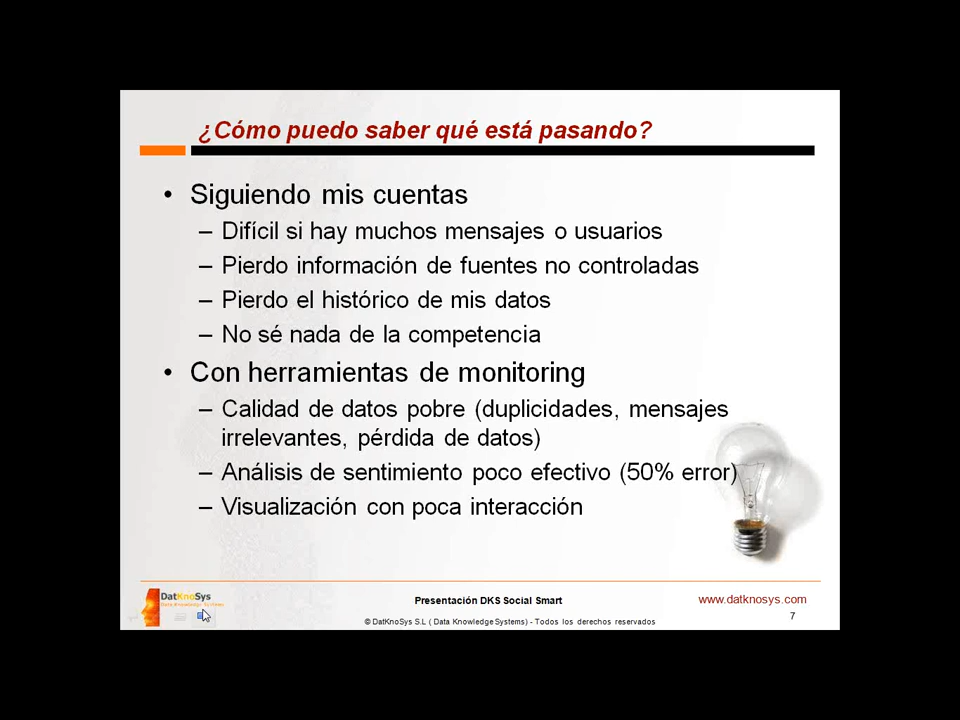 ¿Cómo puedo saber qué está pasando?
• Siguiendo mis cuentas
– Difícil si hay muchos mensajes o usuarios
– Pierdo información de fuentes no controladas
– Pierdo el histórico de mis datos
– No sé nada de la competencia
• Con herramientas de monitoring
– Calidad de datos pobre (duplicidades, mensajes
irrelevantes, pérdida de datos)
– Análisis de sentimiento poco efectivo (50% error)
– Visualización con poca interacción
DatKnoSys
Data Knowledge Systems
Presentación DKS Social Smart
www.datknosys.com
© DatKnoSys S.L ( Data Knowledge Systems) - Todos los derechos reservados
7